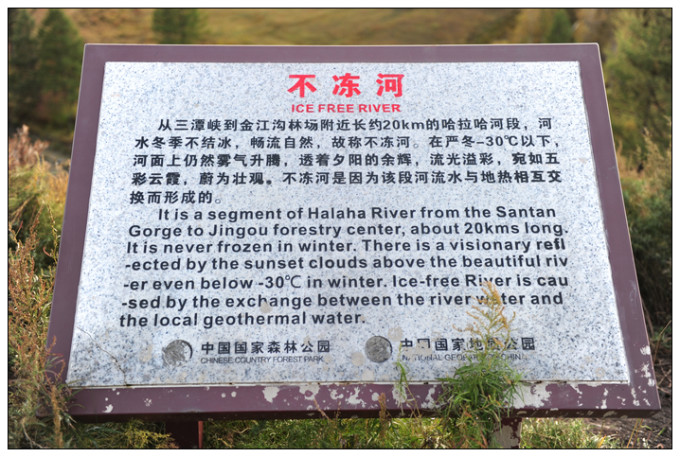 不冻河
ICE FREE RIVER
从三潭峡到金江沟林场附近长约20km的哈拉哈河段，河
水冬季不结冰，畅流自然，故称不冻河。在严冬-30℃以下，
河面上仍然雾气升腾，透着夕阳的余辉，流光溢彩，宛如五
彩云霞，蔚为壮观。不冻河是因为该段河流水与地热相互交
换而形成的。
It is a segment of Halaha River from the Santan
Gorge to Jingou forestry center, about 20kms long.
It is never frozen in winter. There is a visionary refl
-ected by the sunset clouds above the beautiful riv
-er even below -30℃ in winter. Ice-free River is cau
-sed by the exchange between the river water and
the local geothermal water.
中国国家森林公园
CHINESE COUNTRY FOREST PARK
中国国家地质公园
NATIONAL GEOPARK OF CHINA